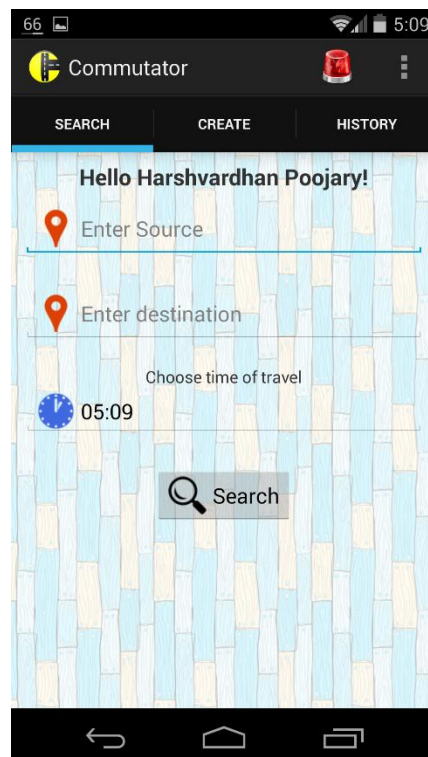 66 5:09
Commutator
SEARCH CREATE HISTORY
Hello Harshvardhan Poojary!
Enter Source
Enter destination
Choose time of travel
05:09
Search